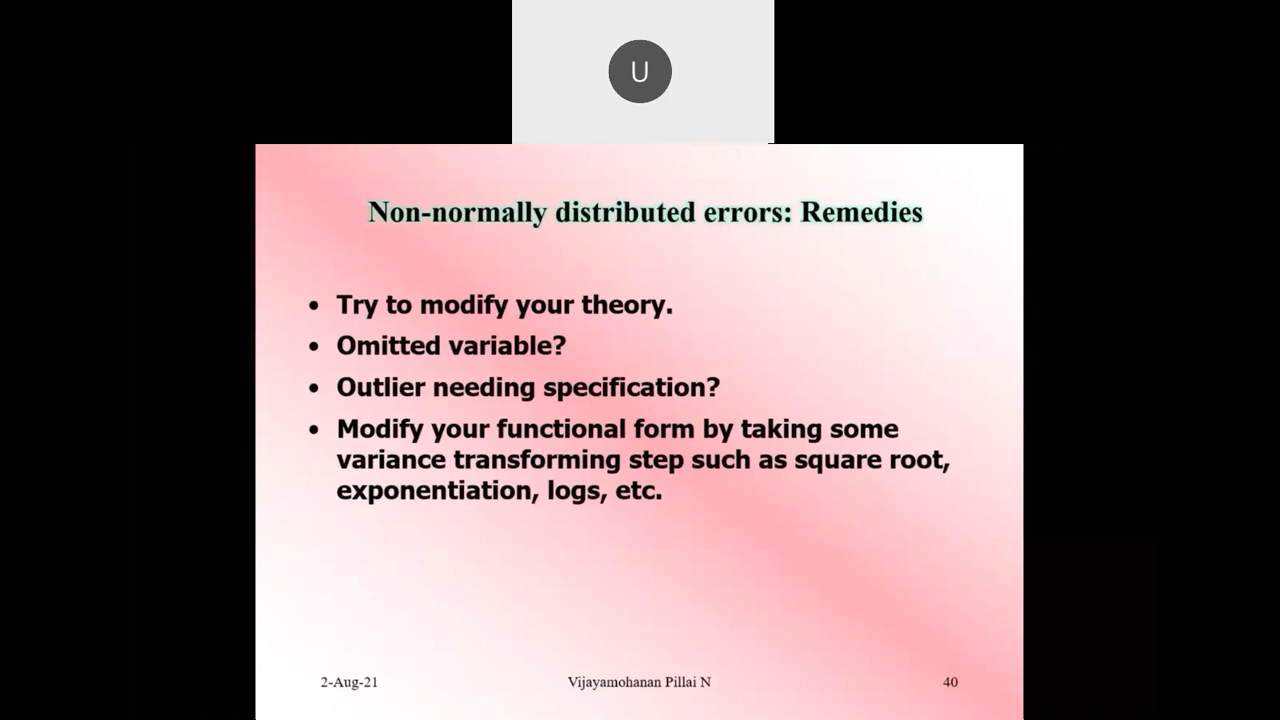 U
Non-normally distributed errors: Remedies
• Try to modify your theory.
• Omitted variable?
• Outlier needing specification?
• Modify your functional form by taking some
variance transforming step such as square root,
exponentiation, logs, etc.
2-Aug-21
Vijayamohanan Pillai N
40